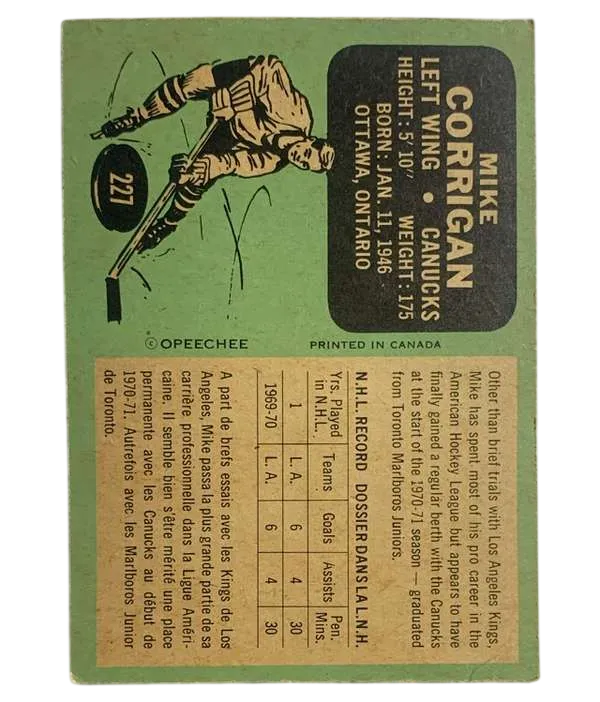 MIKE
CORRIGAN
LEFT WING • CANUCKS
HEIGHT: 5' 10" WEIGHT: 175
BORN: JAN. 11, 1946
OTTAWA, ONTARIO
227
© OPEECHEE
PRINTED IN CANADA
Other than brief trials with Los Angeles Kings,
Mike has spent most of his pro career in the
American Hockey League but appears to have
finally gained a regular berth with the Canucks
at the start of the 1970-71 season — graduated
from Toronto Marlboros Juniors.
N.H.L. RECORD DOSSIER DANS LA L.N.H.
Yrs. Played Teams Goals Assists Pen.
in N.H.L. Mins.
1 L. A. 6 4 30
1969-70 L. A. 6 4 30
A part de brefs essais avec les Kings de Los
Angeles, Mike passa la plus grande partie de sa
carrière professionnelle dans la Ligue Améri-
caine. Il semble bien s'être mérité une place
permanente avec les Canucks au début de
1970-71. Autrefois avec les Marlboros Junior
de Toronto.